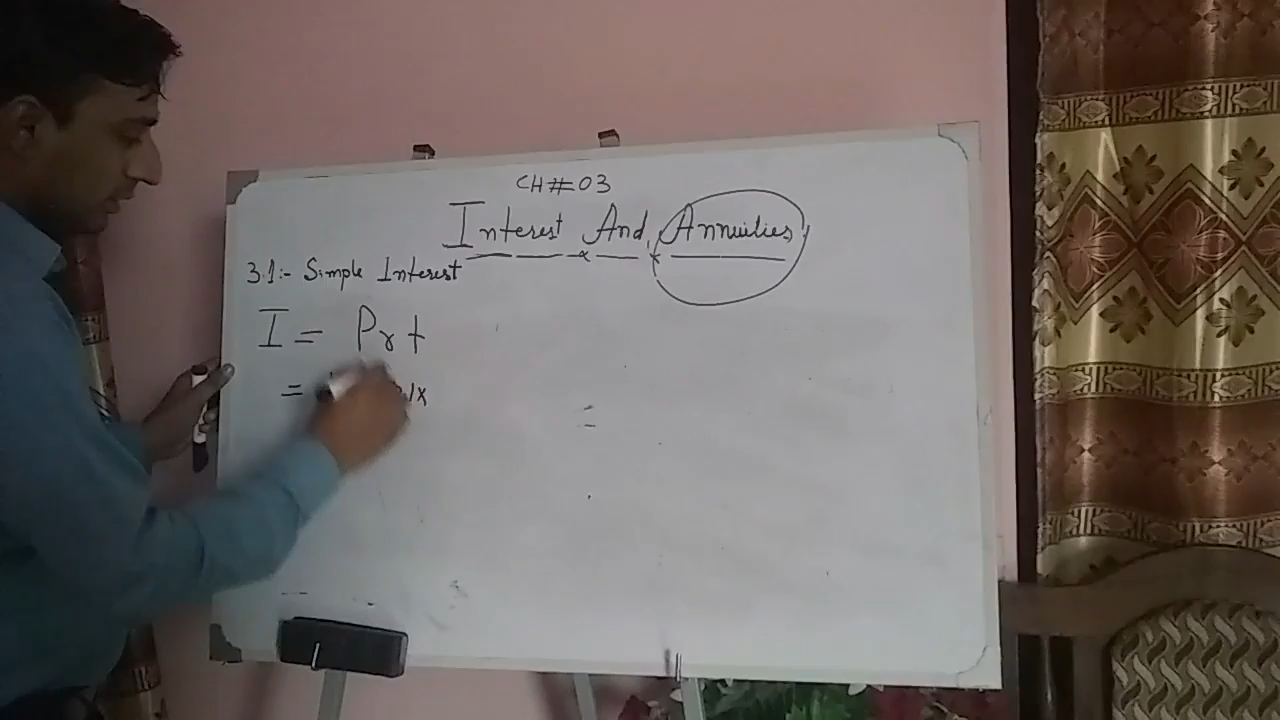 CH#03
Interest And Annuities
3.1:- Simple Interest
I = Prt
=
=